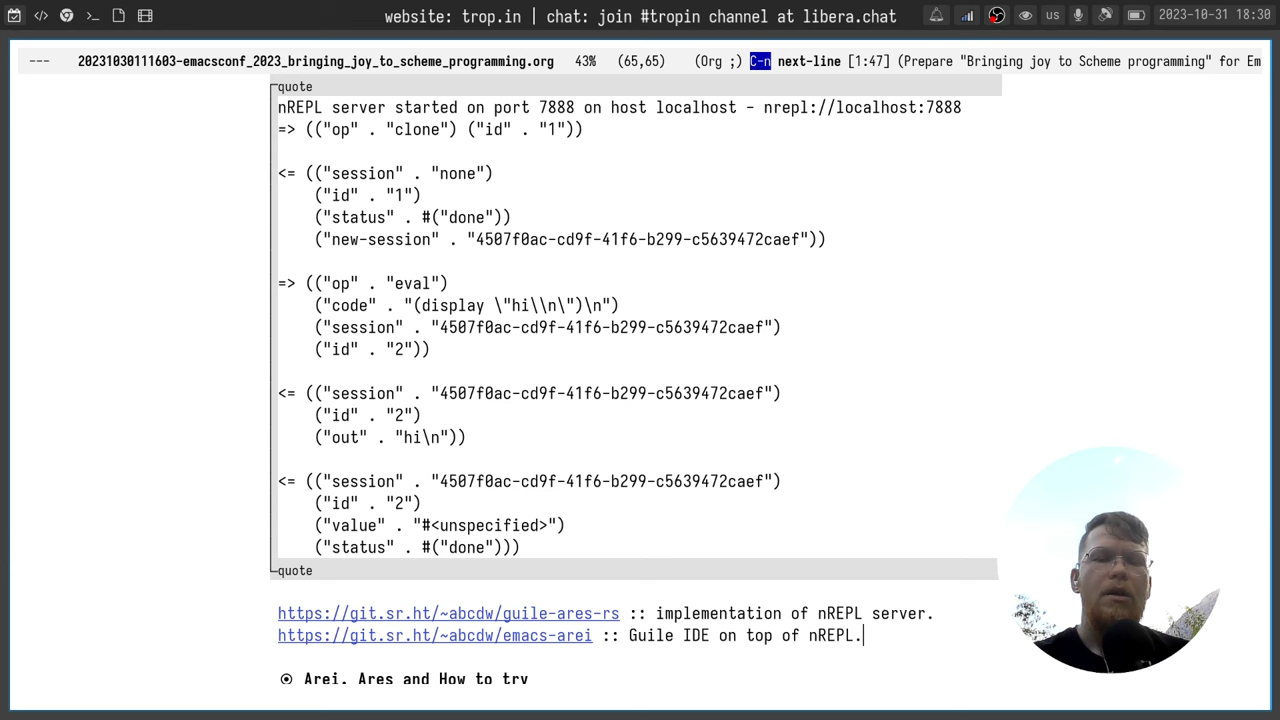 website: trop.in | chat: join #tropin channel at libera.chat
us
2023-10-31 18:30
--- 20231030111603-emacsconf_2023_bringing_joy_to_scheme_programming.org 43% (65,65) (Org ;) C-n next-line [1:47] (Prepare "Bringing joy to Scheme programming" for Em
quote
nREPL server started on port 7888 on host localhost - nrepl://localhost:7888
=> (("op" . "clone") ("id" . "1"))
<= (("session" . "none")
("id" . "1")
("status" . #("done"))
("new-session" . "4507f0ac-cd9f-41f6-b299-c5639472caef"))
=> (("op" . "eval")
("code" . "(display \"hi\\n\")\n")
("session" . "4507f0ac-cd9f-41f6-b299-c5639472caef")
("id" . "2"))
<= (("session" . "4507f0ac-cd9f-41f6-b299-c5639472caef")
("id" . "2")
("out" . "hi\n"))
<= (("session" . "4507f0ac-cd9f-41f6-b299-c5639472caef")
("id" . "2")
("value" . "#<unspecified>")
("status" . #("done")))
quote
https://git.sr.ht/~abcdw/guile-ares-rs :: implementation of nREPL server.
https://git.sr.ht/~abcdw/emacs-arei :: Guile IDE on top of nREPL.
Arei, Ares and How to try